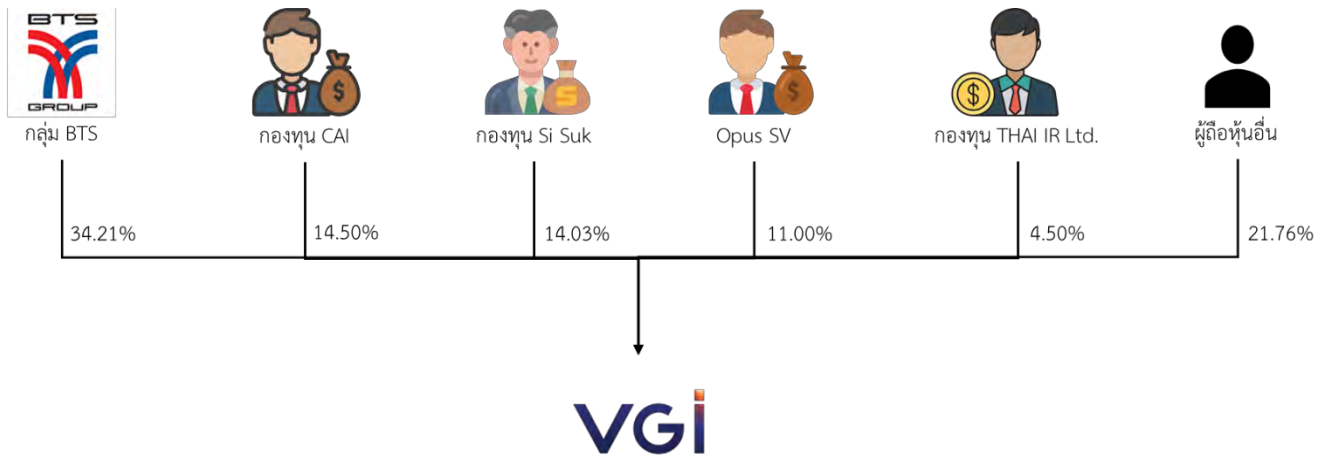 BTS
GROUP
กลุ่ม BTS
กองทุน CAI
กองทุน Si Suk
Opus SV
กองทุน THAI IR Ltd.
ผู้ถือหุ้นอื่น
34.21%
14.50%
14.03%
11.00%
4.50%
21.76%
VGI